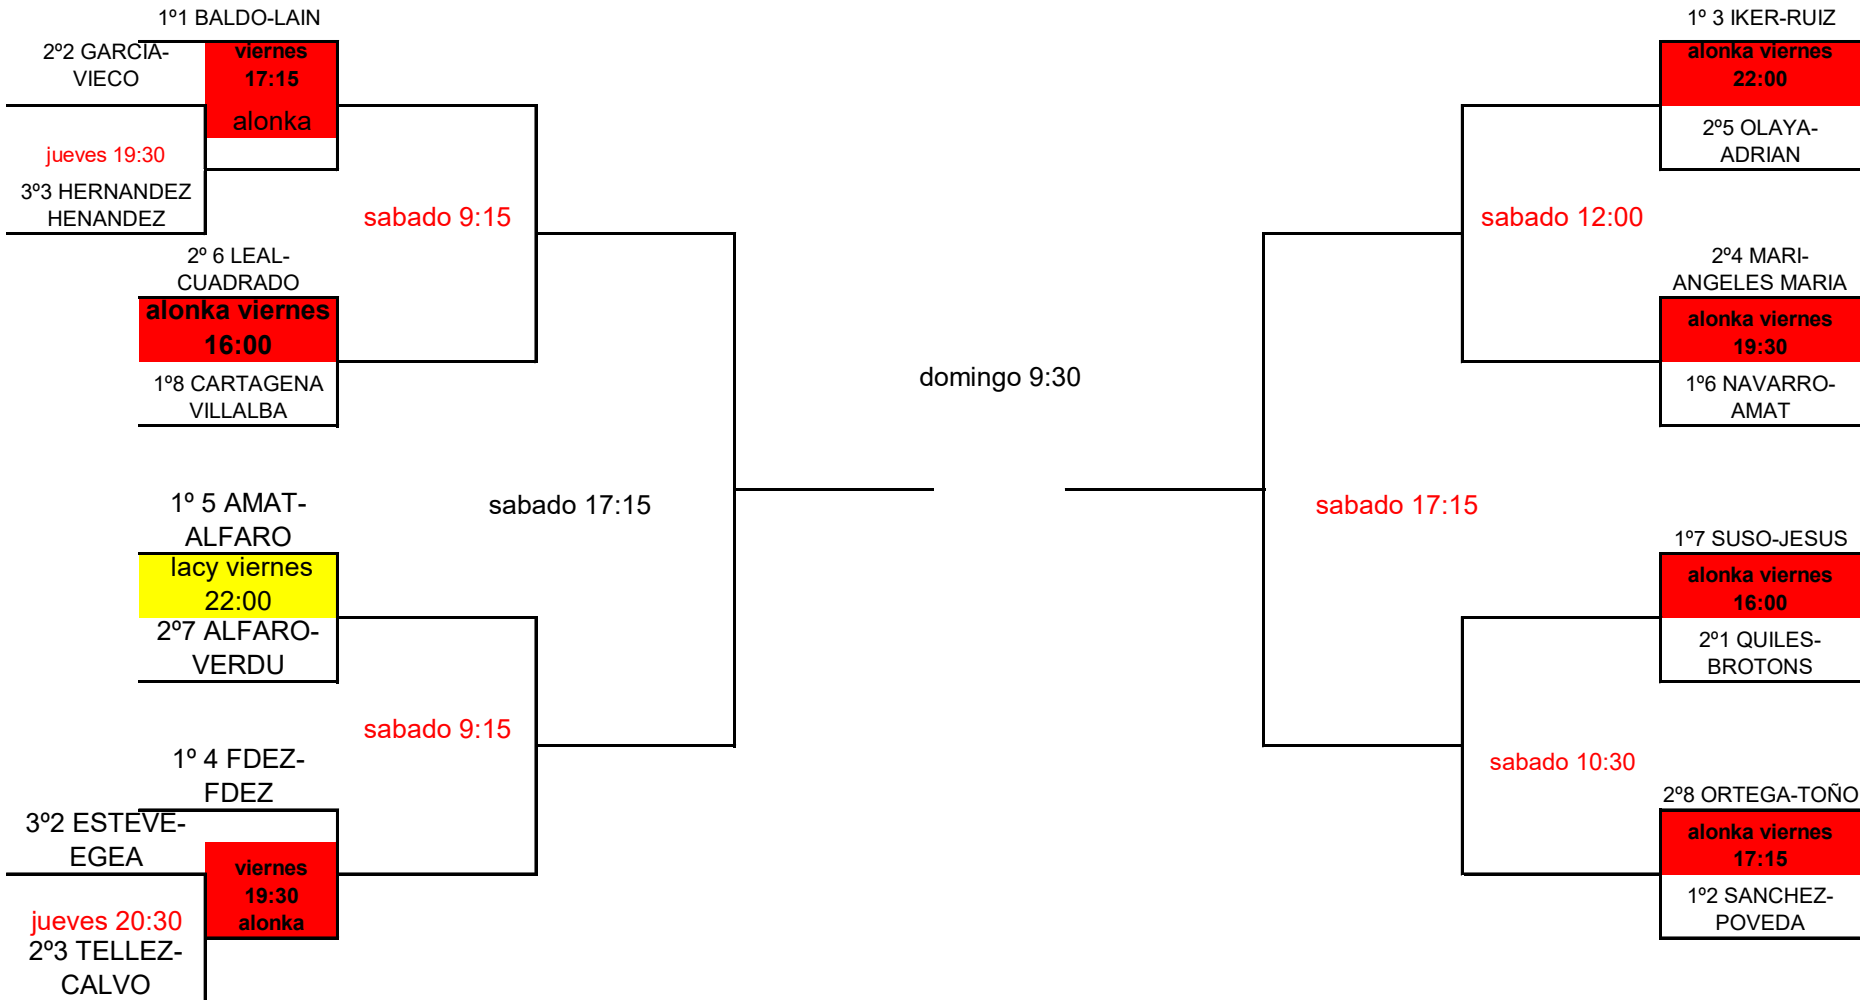 1º1 BALDO-LAIN
2º2 GARCIA-
VIECO
viernes
17:15
alonka
jueves 19:30
3º3 HERNANDEZ
HENANDEZ
sabado 9:15
2º 6 LEAL-
CUADRADO
alonka viernes
16:00
1º8 CARTAGENA
VILLALBA
1º 5 AMAT-
ALFARO
lacy viernes
22:00
2º7 ALFARO-
VERDU
sabado 17:15
sabado 9:15
1º 4 FDEZ-
FDEZ
3º2 ESTEVE-
EGEA
viernes
19:30
alonka
jueves 20:30
2º3 TELLEZ-
CALVO
domingo 9:30
1º 3 IKER-RUIZ
alonka viernes
22:00
2º5 OLAYA-
ADRIAN
sabado 12:00
2º4 MARI-
ANGELES MARIA
alonka viernes
19:30
1º6 NAVARRO-
AMAT
sabado 17:15
1º7 SUSO-JESUS
alonka viernes
16:00
2º1 QUILES-
BROTONS
sabado 10:30
2º8 ORTEGA-TOÑO
alonka viernes
17:15
1º2 SANCHEZ-
POVEDA